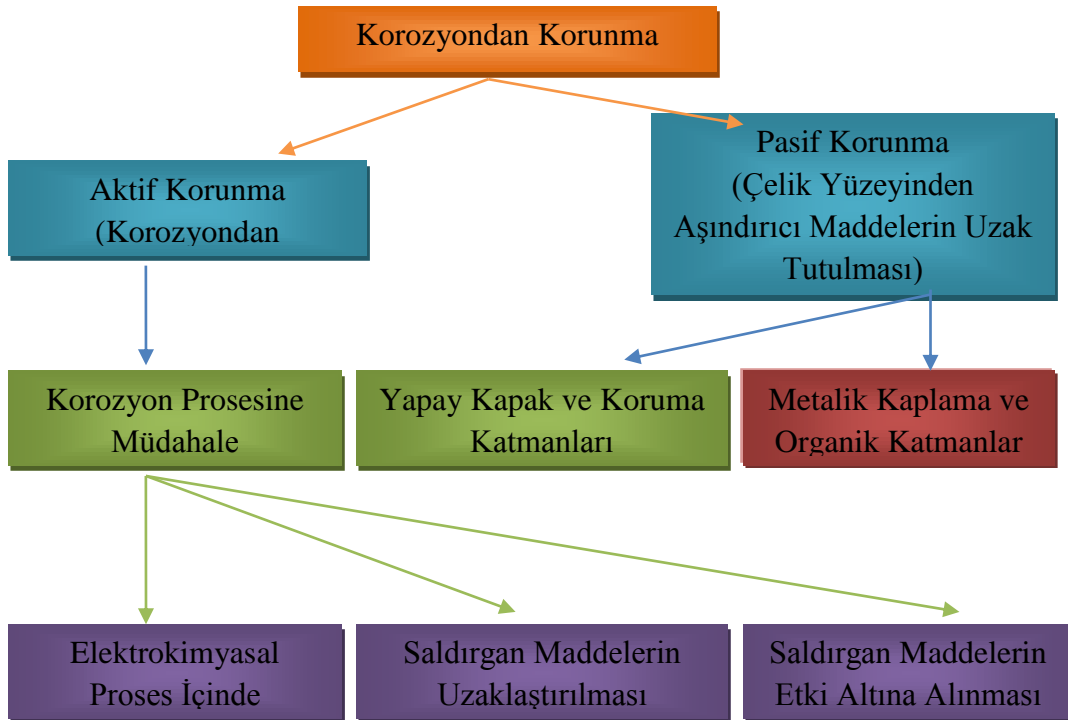 Korozyondan Korunma
Aktif Korunma
(Korozyondan
Pasif Korunma
(Çelik Yüzeyinden
Aşındırıcı Maddelerin Uzak
Tutulması)
Korozyon Prosesine
Müdahale
Yapay Kapak ve Koruma
Katmanları
Metalik Kaplama ve
Organik Katmanlar
Elektrokimyasal
Proses İçinde
Saldırgan Maddelerin
Uzaklaştırılması
Saldırgan Maddelerin
Etki Altına Alınması